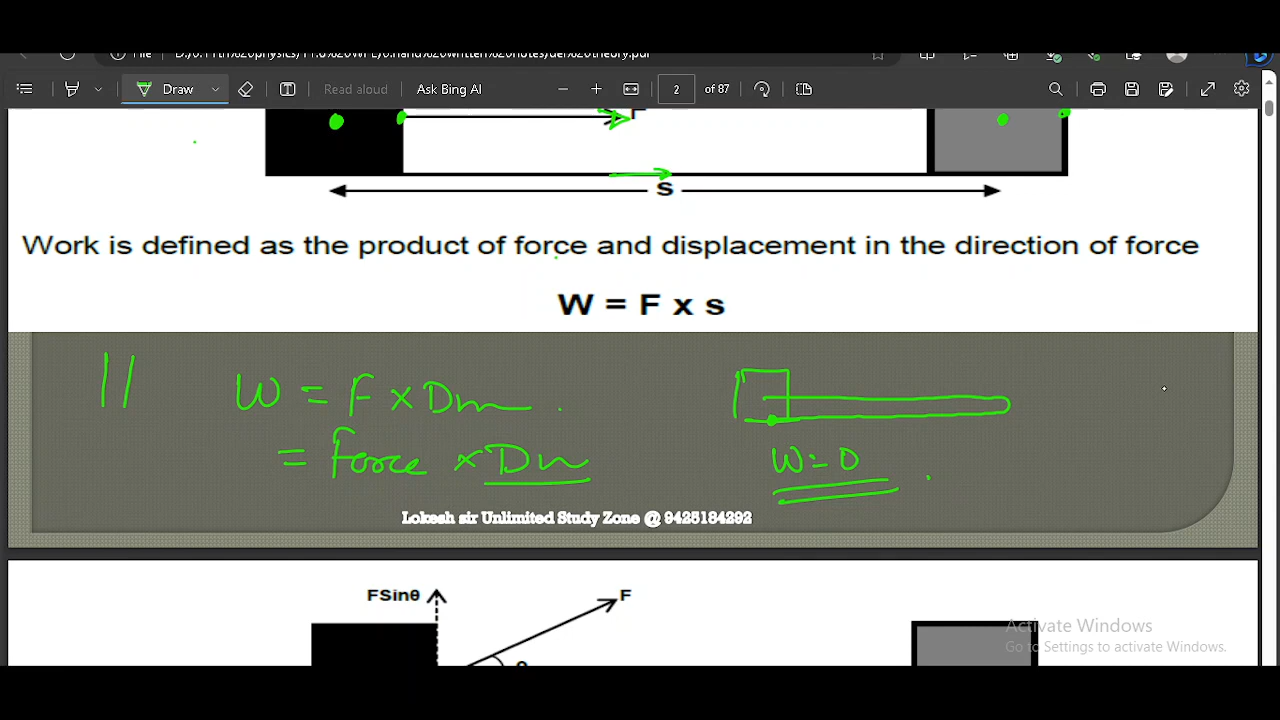 Draw
Read aloud
Ask Bing AI
2 of 87
F
s
Work is defined as the product of force and displacement in the direction of force
W = F x s
W = F × Dm
= Force × Dm
W = 0
Lokesh sir Unlimited Study Zone @ 9425184292
FSinθ
F
θ
Activate Windows
Go to Settings to activate Windows.